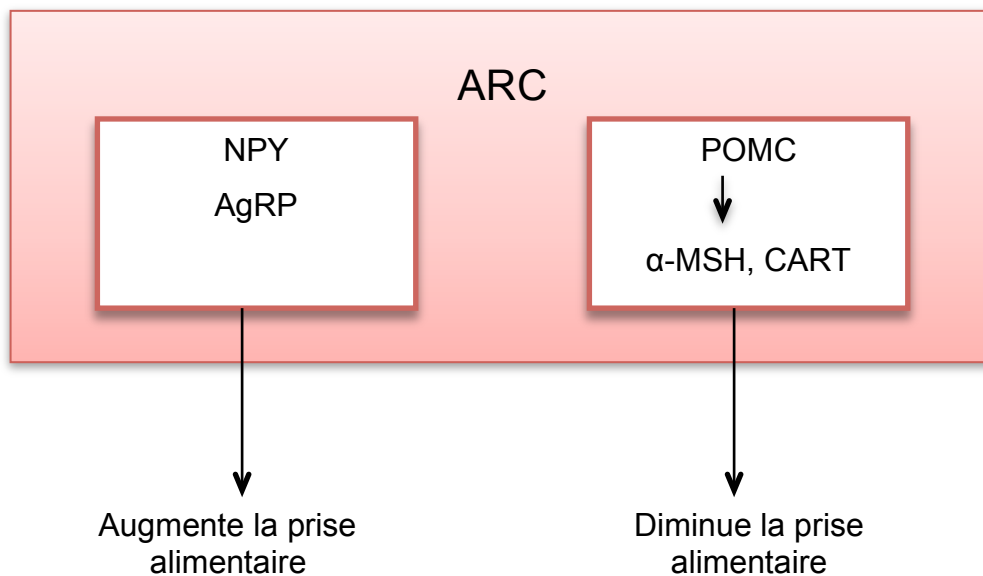 ARC
NPY
AgRP
POMC
α-MSH, CART
Augmente la prise
alimentaire
Diminue la prise
alimentaire